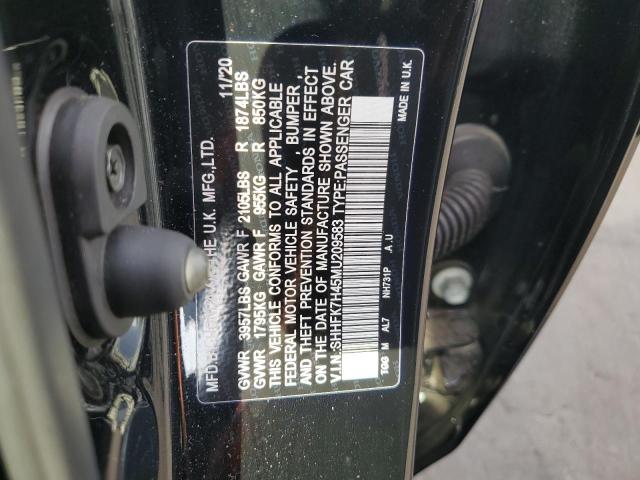 MFD THE U.K. MFG.,LTD. 11/20
GVWR 3957LBS GAWR F 2105LBS R 1874LBS
GVWR 1795KG GAWR F 955KG R 850KG
THIS VEHICLE CONFORMS TO ALL APPLICABLE
FEDERAL MOTOR VEHICLE SAFETY , BUMPER ,
AND THEFT PREVENTION STANDARDS IN EFFECT
ON THE DATE OF MANUFACTURE SHOWN ABOVE.
V.I.N.:SHHFK7H45MU209583 TYPE:PASSENGER CAR
TGG M AL7 NH731P A.U MADE IN U.K.